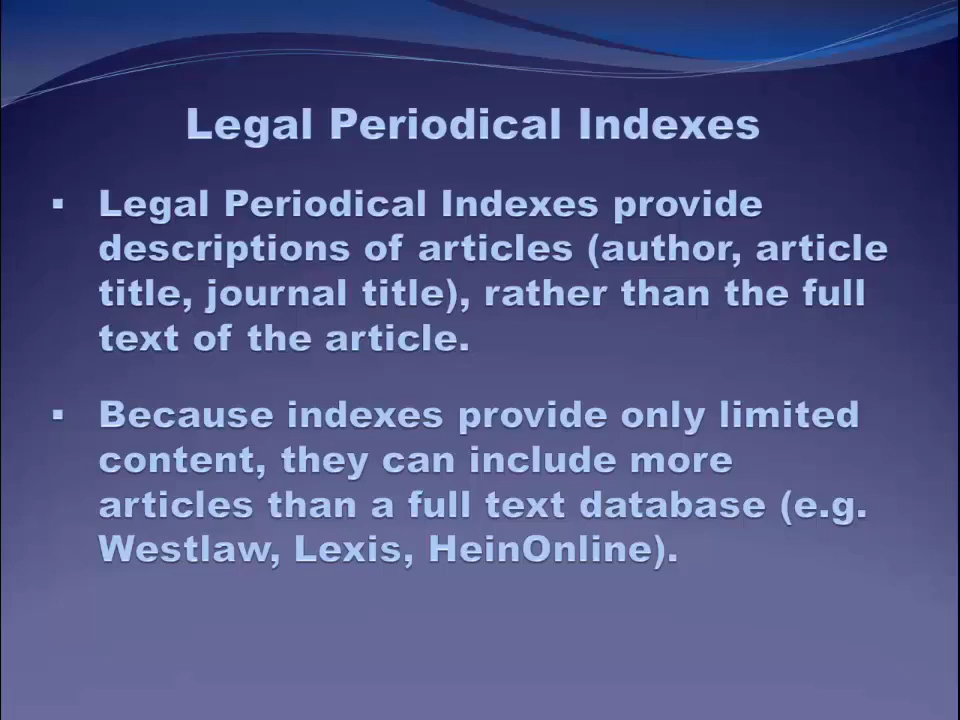 Legal Periodical Indexes
▪ Legal Periodical Indexes provide
descriptions of articles (author, article
title, journal title), rather than the full
text of the article.
▪ Because indexes provide only limited
content, they can include more
articles than a full text database (e.g.
Westlaw, Lexis, HeinOnline).